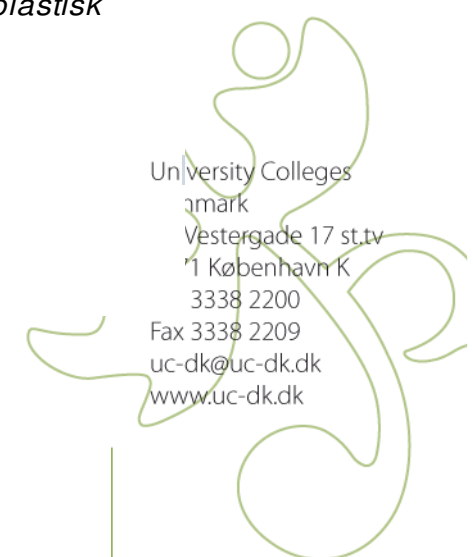 plastisk
University Colleges
nmark
Vestergade 17 st.tv
1 København K
3338 2200
Fax 3338 2209
uc-dk@uc-dk.dk
www.uc-dk.dk